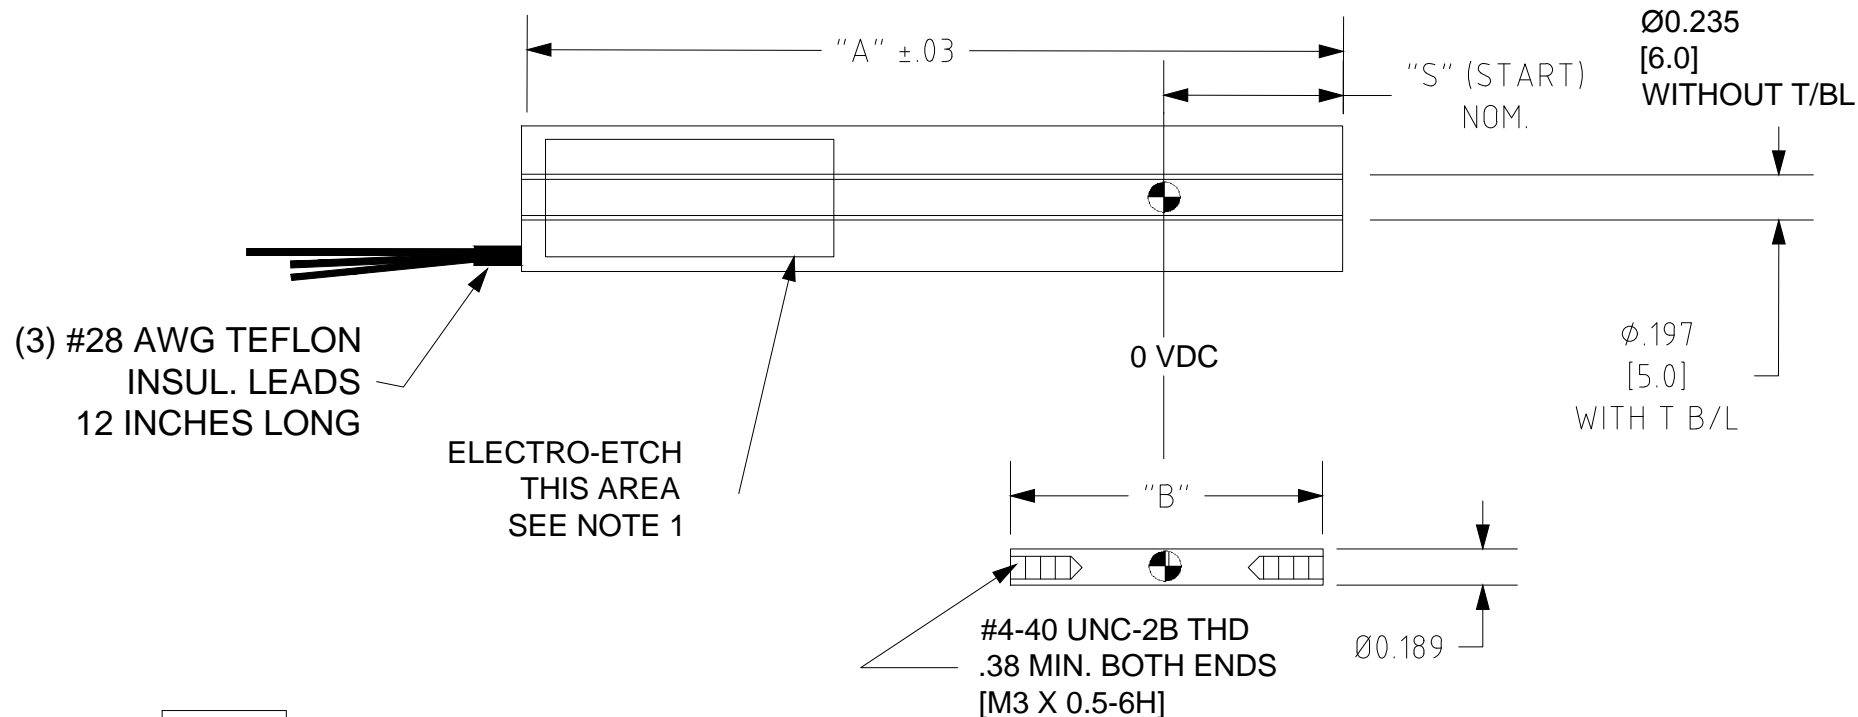 "A" ±.03
"S" (START)
NOM.
Ø0.235
[6.0]
WITHOUT T/BL
(3) #28 AWG TEFLON
INSUL. LEADS
12 INCHES LONG
ELECTRO-ETCH
THIS AREA
SEE NOTE 1
0 VDC
Ø.197
[5.0]
WITH T B/L
"B"
#4-40 UNC-2B THD
.38 MIN. BOTH ENDS
[M3 X 0.5-6H]
Ø0.189